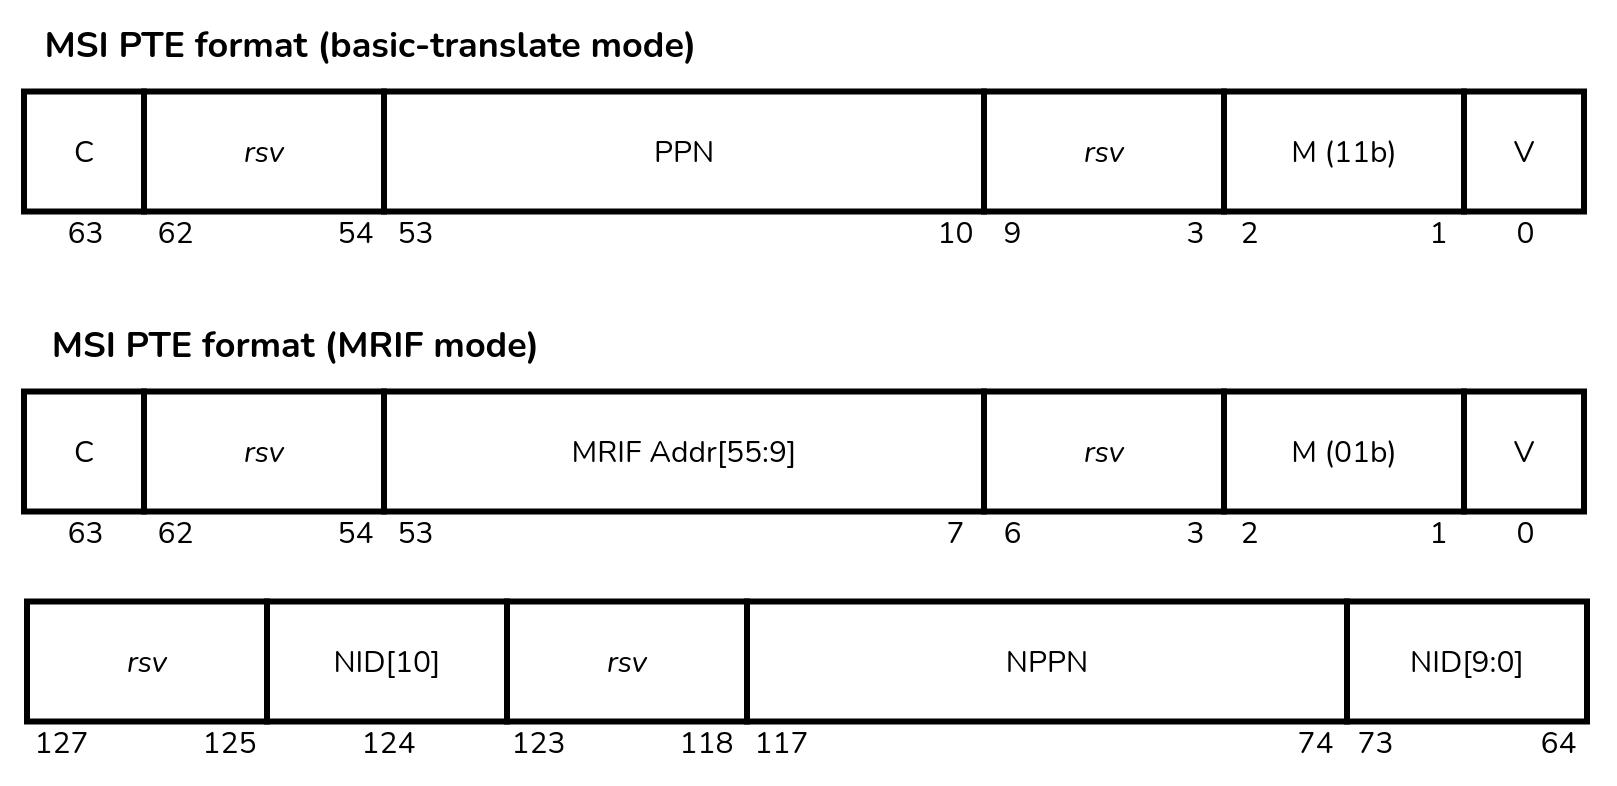 MSI PTE format (basic-translate mode)
C rsv PPN rsv M (11b) V
63 62 54 53 10 9 3 2 1 0
MSI PTE format (MRIF mode)
C rsv MRIF Addr[55:9] rsv M (01b) V
63 62 54 53 7 6 3 2 1 0
rsv NID[10] rsv NPPN NID[9:0]
127 125 124 123 118 117 74 73 64